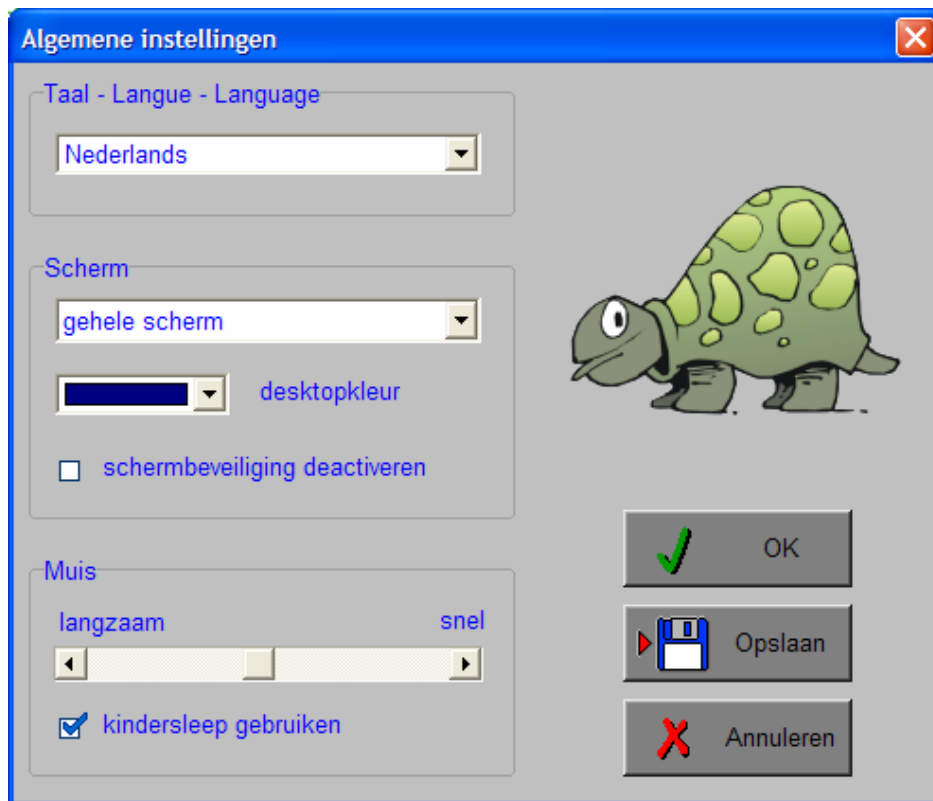 Algemene instellingen
Taal - Langue - Language
Nederlands
Scherm
gehele scherm
desktopkleur
schermbeveiliging deactiveren
Muis
langzaam snel
kindersleep gebruiken
OK
Opslaan
Annuleren